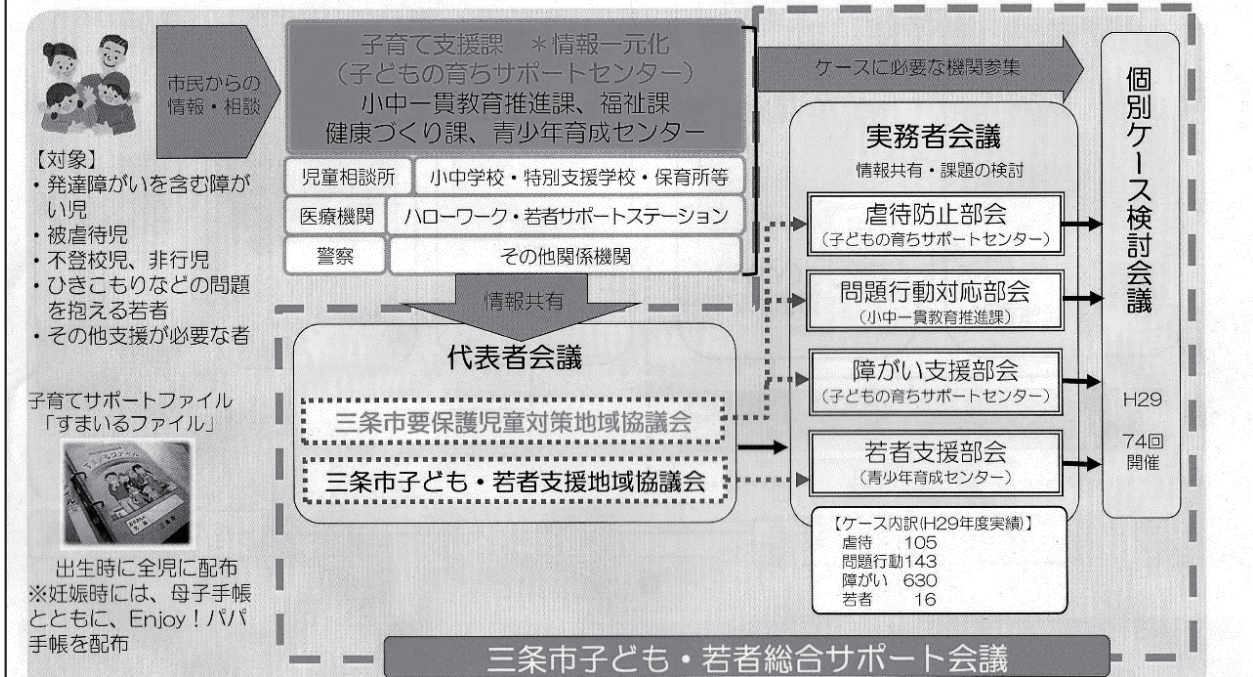 市民からの
情報・相談
【対象】
・発達障がいを含む障が
い児
・被虐待児
・不登校児、非行児
・ひきこもりなどの問題
を抱える若者
・その他支援が必要な者
子育てサポートファイル
「すまいるファイル」
すまいるファイル
三条市
出生時に全児に配布
※妊娠時には、母子手帳
とともに、Enjoy!パパ
手帳を配布
子育て支援課 *情報一元化
(子どもの育ちサポートセンター)
小中一貫教育推進課、福祉課
健康づくり課、青少年育成センター
児童相談所
小中学校・特別支援学校・保育所等
医療機関
ハローワーク・若者サポートステーション
警察
その他関係機関
情報共有
代表者会議
三条市要保護児童対策地域協議会
三条市子ども・若者支援地域協議会
ケースに必要な機関参集
実務者会議
情報共有・課題の検討
虐待防止部会
(子どもの育ちサポートセンター)
問題行動対応部会
(小中一貫教育推進課)
障がい支援部会
(子どもの育ちサポートセンター)
若者支援部会
(青少年育成センター)
【ケース内訳(H29年度実績)】
虐待 105
問題行動143
障がい 630
若者 16
個別ケース検討会議
H29
74回
開催
三条市子ども・若者総合サポート会議